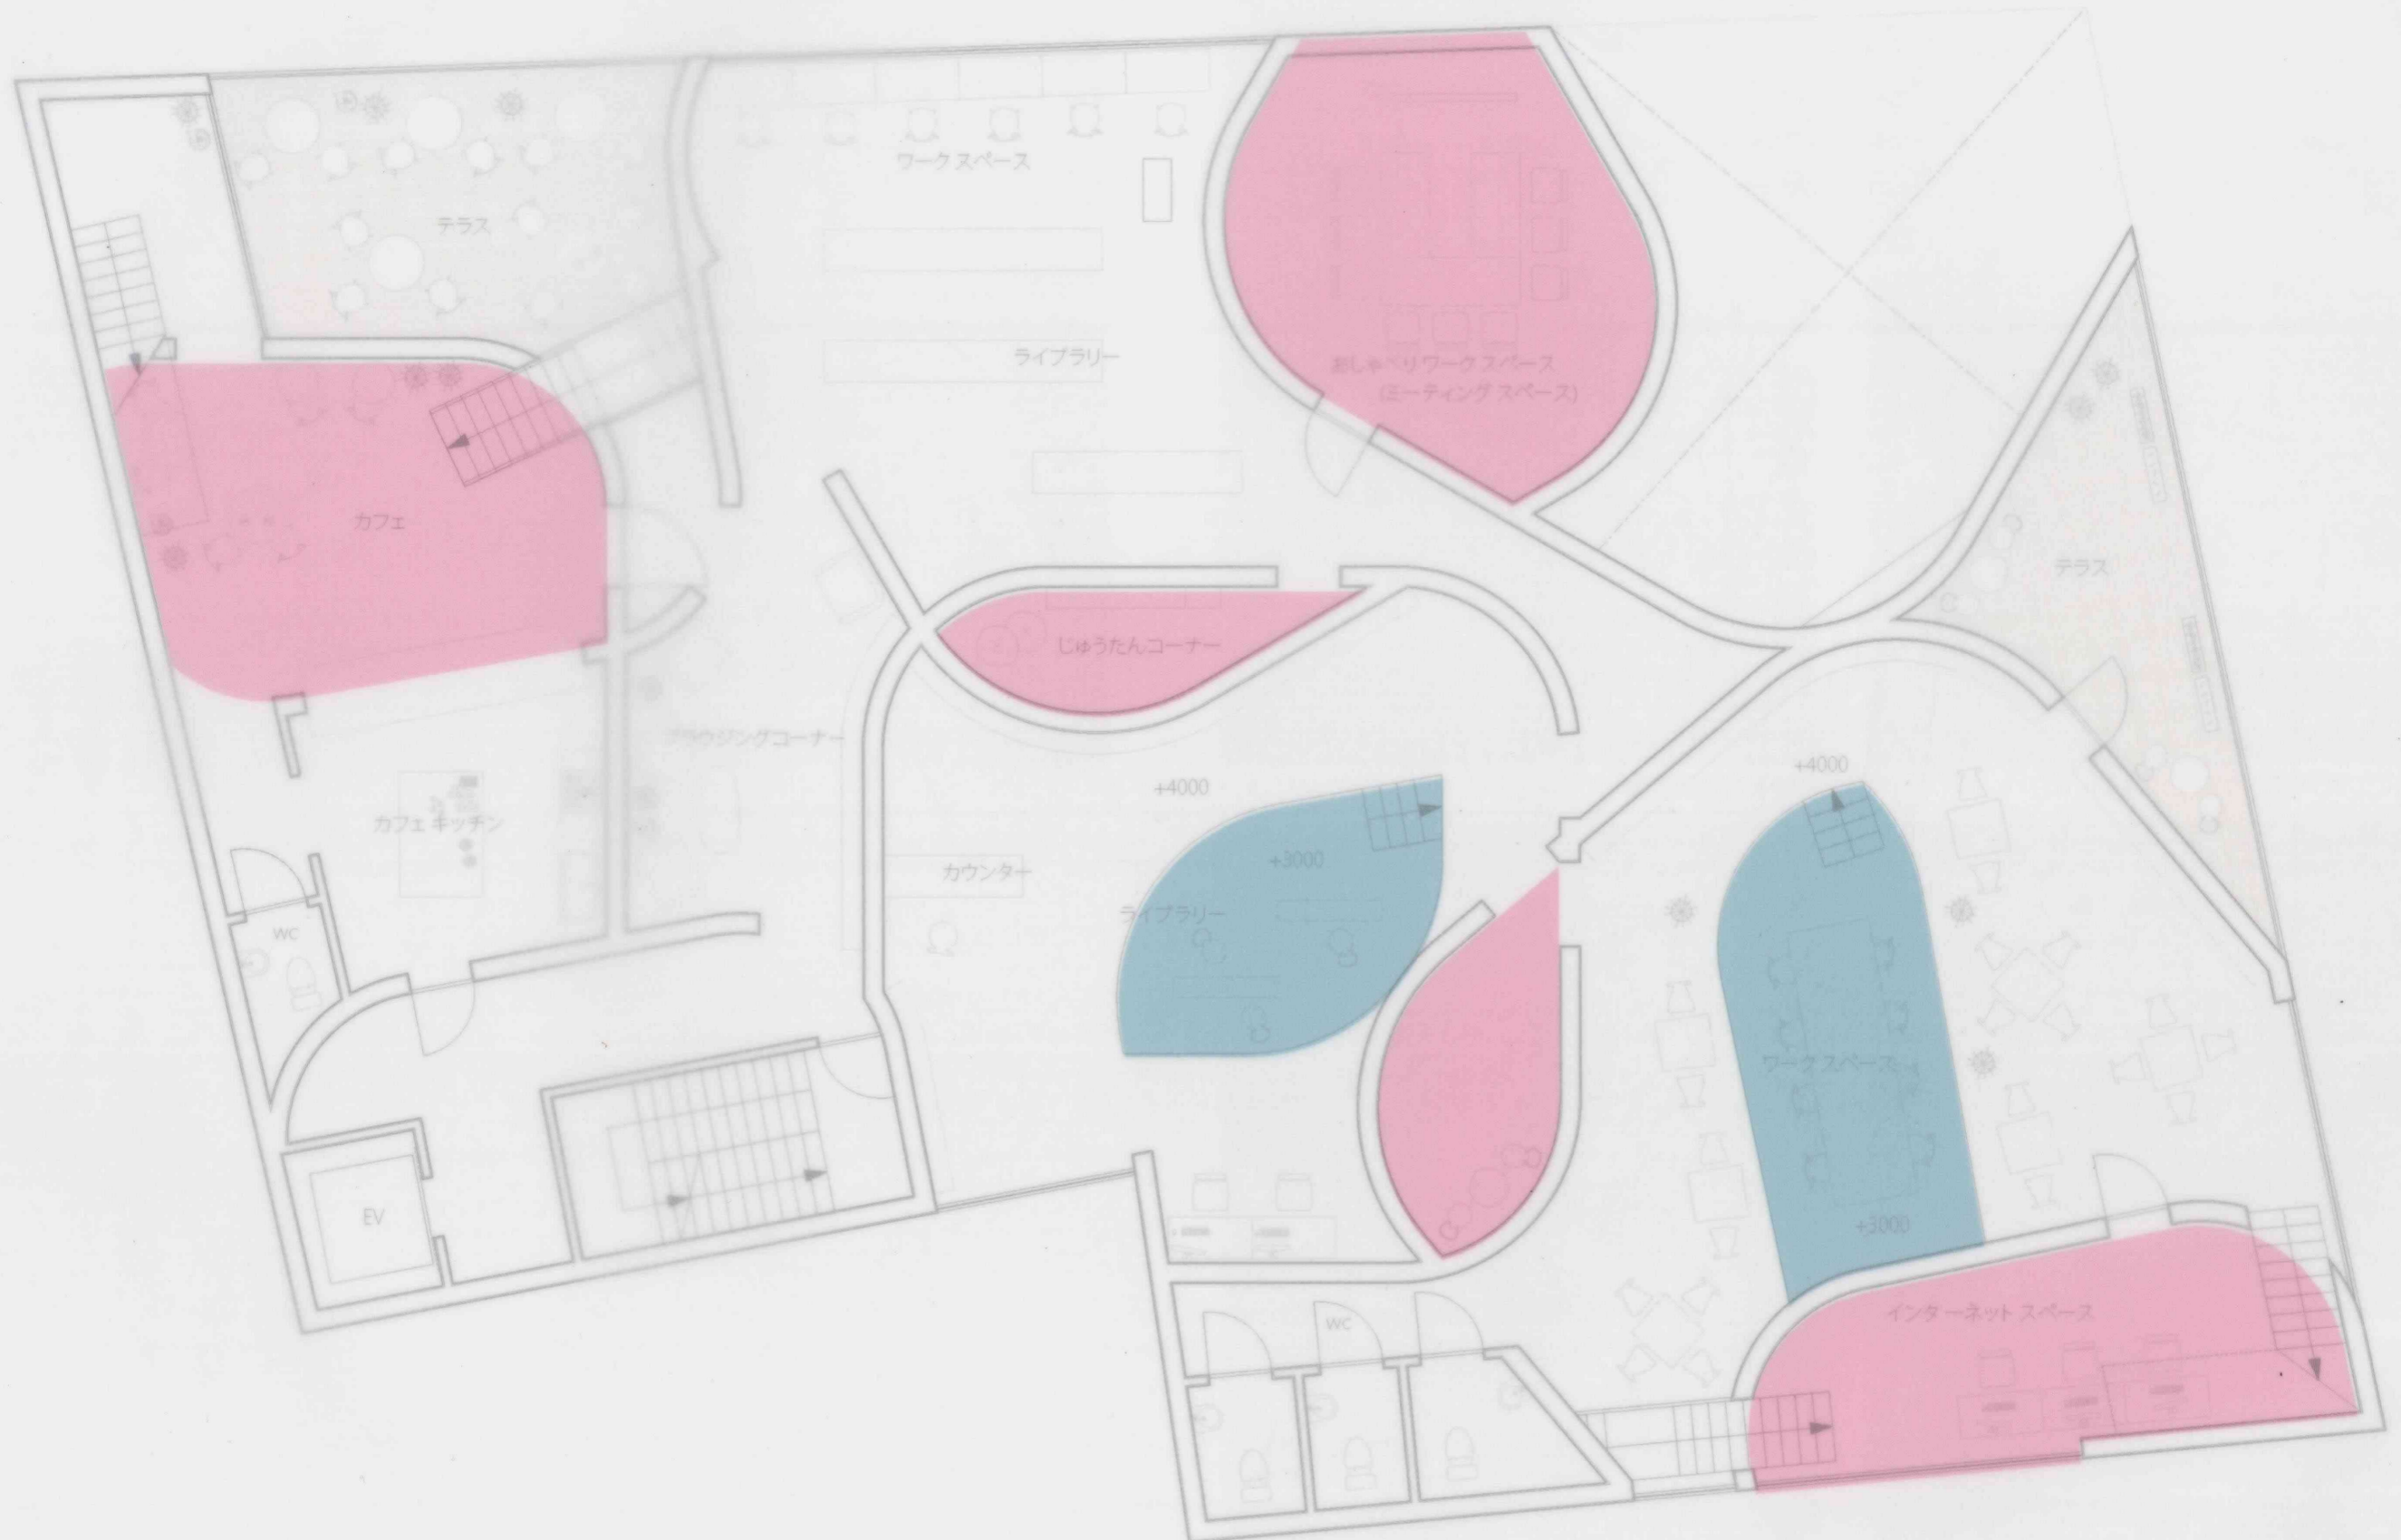 ワークスペース
テラス
ライブラリー
おしゃべりワークスペース
(ミーティング スペース)
カフェ
テラス
じゅうたんコーナー
ブラウジングコーナー
+4000
+4000
カフェ キッチン
カウンター
+3000
ライブラリー
WC
ワークスペース
EV
+3000
インターネット スペース
WC